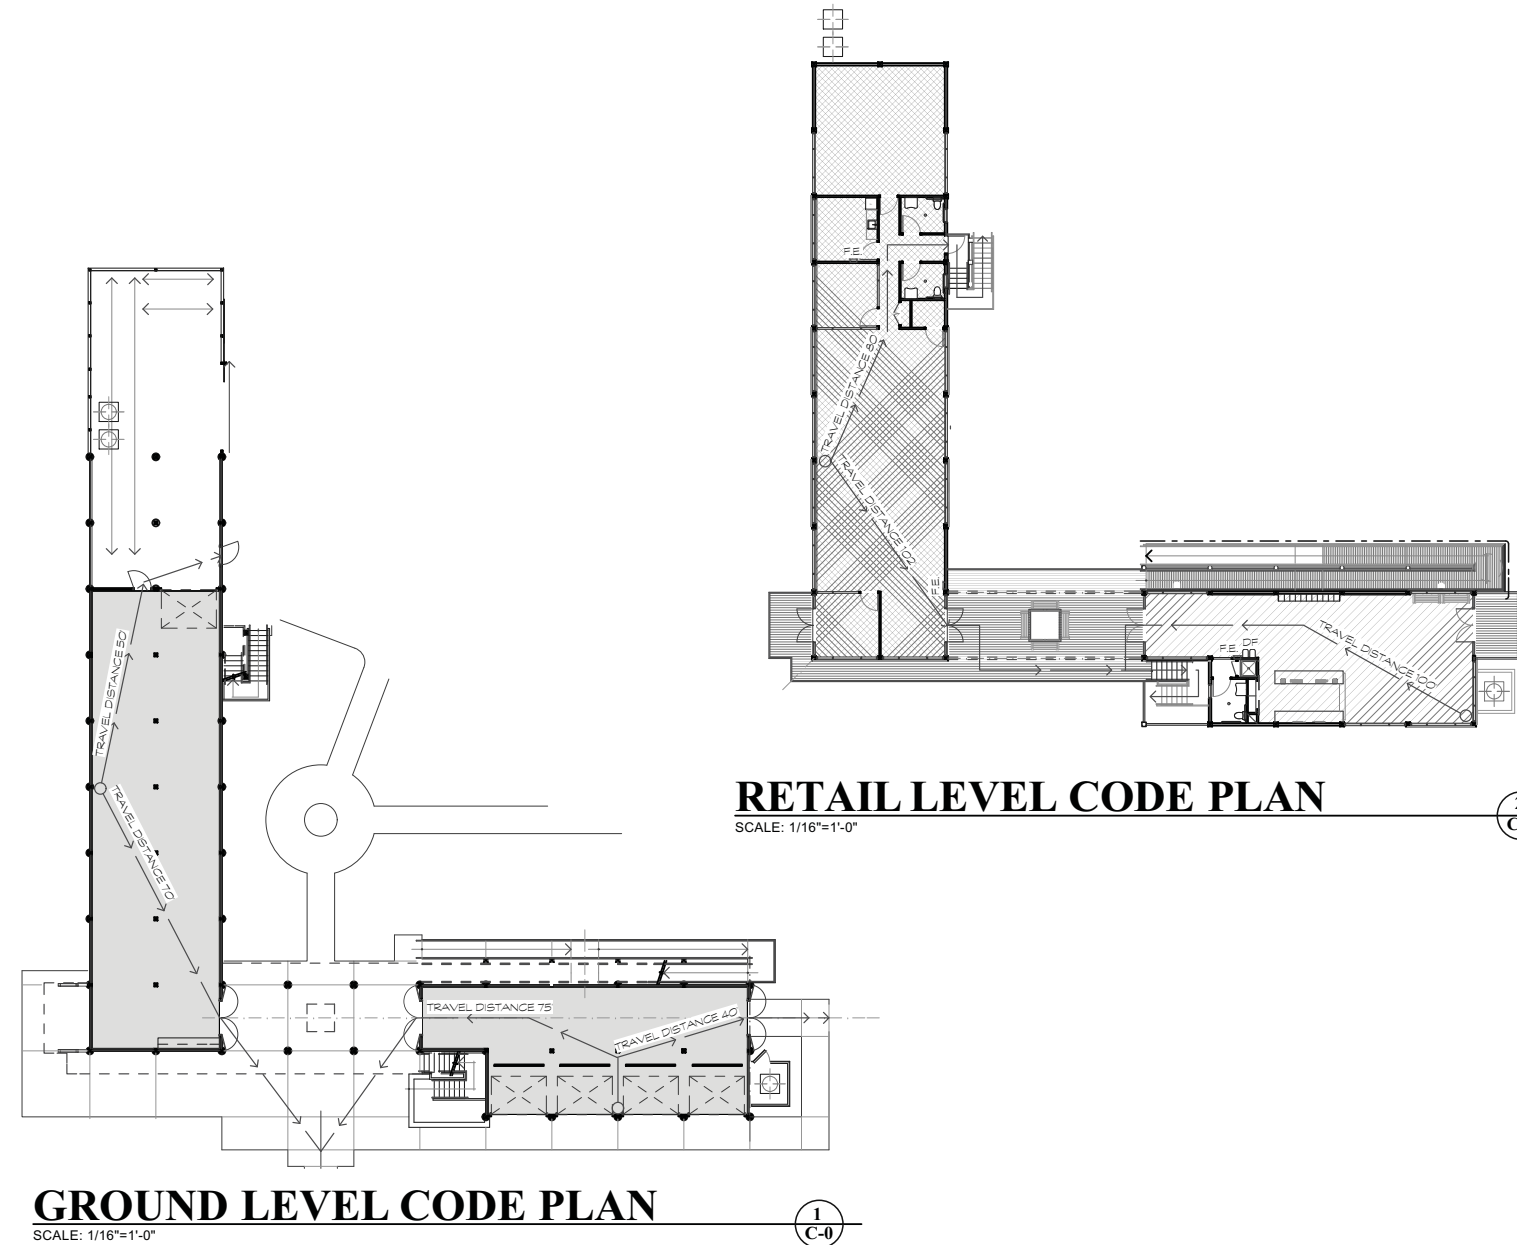 F.E.
TRAVEL DISTANCE 80
TRAVEL DISTANCE 102
F.E.
TRAVEL DISTANCE 100
F.E.
DF
RETAIL LEVEL CODE PLAN
SCALE: 1/16"=1'-0"
TRAVEL DISTANCE 50
TRAVEL DISTANCE 70
TRAVEL DISTANCE 75
TRAVEL DISTANCE 40
GROUND LEVEL CODE PLAN
SCALE: 1/16"=1'-0"
1
C-0